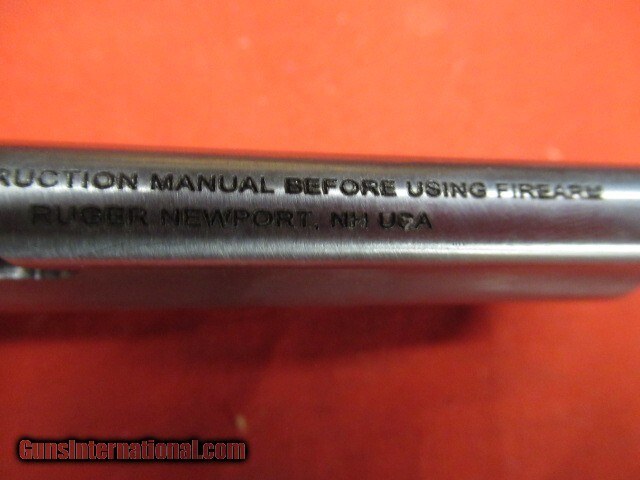 RUCTION MANUAL BEFORE USING FIREARM
RUGER NEWPORT, NH USA
GunsInternational.com